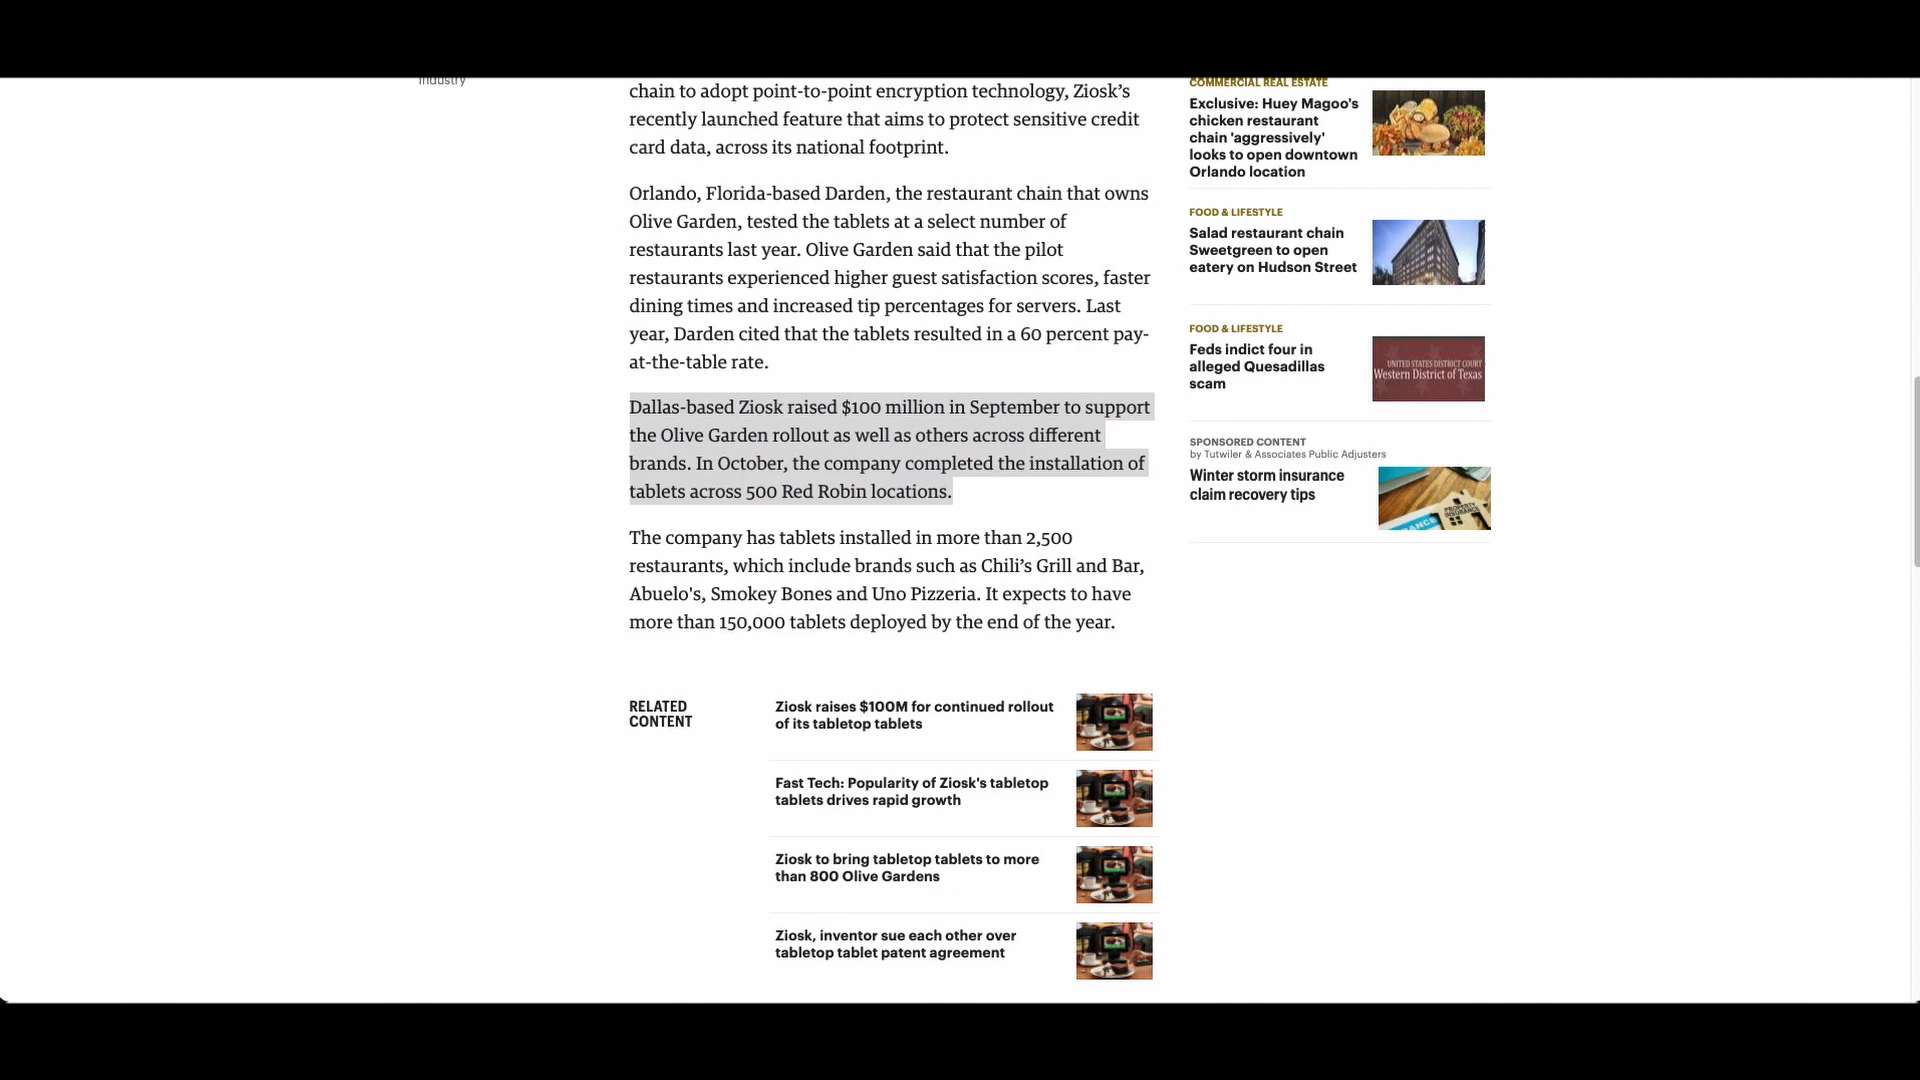 industry
chain to adopt point-to-point encryption technology, Ziosk’s
recently launched feature that aims to protect sensitive credit
card data, across its national footprint.
Orlando, Florida-based Darden, the restaurant chain that owns
Olive Garden, tested the tablets at a select number of
restaurants last year. Olive Garden said that the pilot
restaurants experienced higher guest satisfaction scores, faster
dining times and increased tip percentages for servers. Last
year, Darden cited that the tablets resulted in a 60 percent pay-
at-the-table rate.
Dallas-based Ziosk raised $100 million in September to support
the Olive Garden rollout as well as others across different
brands. In October, the company completed the installation of
tablets across 500 Red Robin locations.
The company has tablets installed in more than 2,500
restaurants, which include brands such as Chili’s Grill and Bar,
Abuelo's, Smokey Bones and Uno Pizzeria. It expects to have
more than 150,000 tablets deployed by the end of the year.
RELATED
CONTENT
Ziosk raises $100M for continued rollout
of its tabletop tablets
Fast Tech: Popularity of Ziosk's tabletop
tablets drives rapid growth
Ziosk to bring tabletop tablets to more
than 800 Olive Gardens
Ziosk, inventor sue each other over
tabletop tablet patent agreement
COMMERCIAL REAL ESTATE
Exclusive: Huey Magoo's
chicken restaurant
chain 'aggressively'
looks to open downtown
Orlando location
FOOD & LIFESTYLE
Salad restaurant chain
Sweetgreen to open
eatery on Hudson Street
FOOD & LIFESTYLE
Feds indict four in
alleged Quesadillas
scam
UNITED STATES DISTRICT COURT
Western District of Texas
SPONSORED CONTENT
by Tutwiler & Associates Public Adjusters
Winter storm insurance
claim recovery tips
PROPERTY
INSURANCE